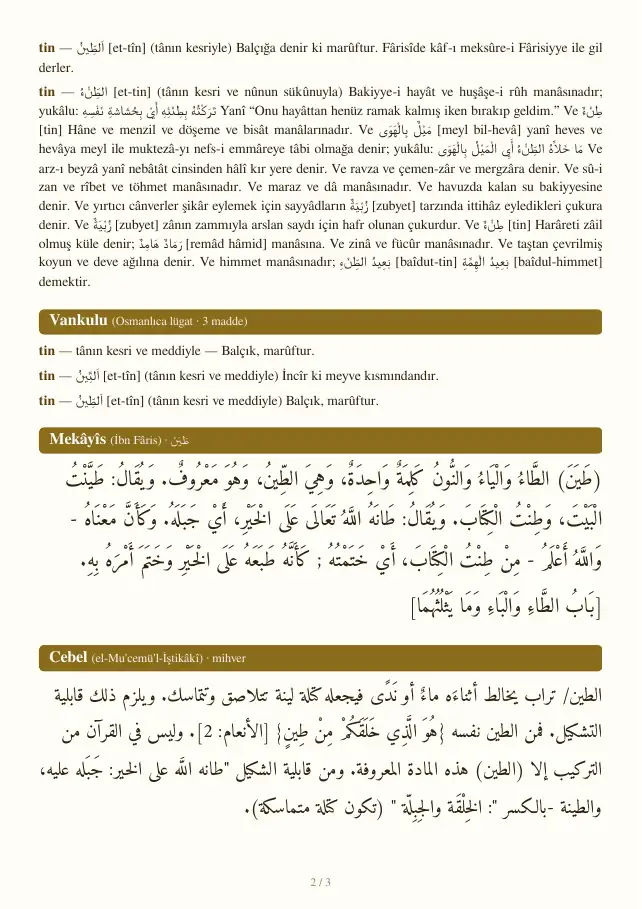 tin — اَلطِّينُ [et-tîn] (tânın kesriyle) Balçığa denir ki marûftur. Fârisîde kâf-ı meksûre-i Fârisiyye ile gil
derler.
tin — الطِّنْءُ [et-tin] (tânın kesri ve nûnun sükûnuyla) Bakiyye-i hayât ve huşâşe-i rûh manâsınadır;
yukâlu: تَرَكْتُهُ بِطِنْئِهِ أَيْ بِحُشَاشَةِ نَفْسِهِ Yanî “Onu hayâttan henüz ramak kalmış iken bırakıp geldim.” Ve طِنْءٌ
[tin] Hâne ve menzil ve döşeme ve bisât manâlarınadır. Ve مَيْلٌ بِالْهَوَى [meyl bil-hevâ] yanî heves ve
hevâya meyl ile muktezâ-yı nefs-i emmâreye tâbi olmağa denir; yukâlu: مَا خَلاَهُ الطِّنْءُ أَيِ الْمَيْلُ بِالْهَوَى Ve
arz-ı beyzâ yanî nebâtât cinsinden hâlî kır yere denir. Ve ravza ve çemen-zâr ve mergzâra denir. Ve sû-i
zan ve rîbet ve töhmet manâsınadır. Ve maraz ve dâ manâsınadır. Ve havuzda kalan su bakiyyesine
denir. Ve yırtıcı cânverler şikâr eylemek için sayyâdların زُبْيَةٌ [zubyet] tarzında ittihâz eyledikleri çukura
denir. Ve زُبْيَةٌ [zubyet] zânın zammıyla arslan saydı için hafr olunan çukurdur. Ve طِنْءٌ [tin] Harâreti zâil
olmuş küle denir; رَمَادٌ هَامِدٌ [remâd hâmid] manâsına. Ve zinâ ve fücûr manâsınadır. Ve taştan çevrilmiş
koyun ve deve ağılına denir. Ve himmet manâsınadır; بَعِيدُ الطِّنْءِ [baîdut-tin] بَعِيدُ الْهِمَّةِ [baîdul-himmet]
demektir.
Vankulu (Osmanlıca lügat · 3 madde)
tin — tânın kesri ve meddiyle — Balçık, marûftur.
tin — اَلتِّينُ [et-tîn] (tânın kesri ve meddiyle) İncîr ki meyve kısmındandır.
tin — اَلطِّينُ [et-tîn] (tânın kesri ve meddiyle) Balçık, marûftur.
Mekâyîs (İbn Fâris) · طَيَنَ
(طَيَنَ) الطَّاءُ وَالْيَاءُ وَالنُّونُ كَلِمَةٌ وَاحِدَةٌ، وَهِيَ الطِّينُ، وَهُوَ مَعْرُوفٌ. وَيُقَالُ: طَيَّنْتُ
الْبَيْتَ، وَطِنْتُ الْكِتَابَ. وَيُقَالُ: طَانَهُ اللَّهُ تَعَالَى عَلَى الْخَيْرِ، أَيْ جَبَلَهُ. وَكَأَنَّ مَعْنَاهُ -
وَاللَّهُ أَعْلَمُ - مِنْ طِنْتُ الْكِتَابَ، أَيْ خَتَمْتُهُ ; كَأَنَّهُ طَبَعَهُ عَلَى الْخَيْرِ وَخَتَمَ أَمْرَهُ بِهِ.
[بَابُ الطَّاءِ وَالْبَاءِ وَمَا يَثْلُثُهُمَا]
Cebel (el-Mu'cemü'l-İştikâkî) · mihver
الطين/ تراب يخالط أثناءَه ماءٌ أو نَدًى فيجعله كتلة لينة تتلاصق وتتماسك. ويلزم ذلك قابلية
التشكيل. فمن الطين نفسه {هُوَ الَّذِي خَلَقَكُمْ مِنْ طِينٍ} [الأنعام: 2]. وليس في القرآن من
التركيب إلا (الطين) هذه المادة المعروفة. ومن قابلية الشكيل "طانه الله على الخير: جَبَله عليه،
والطينة -بالكسر ": الخِلْقَة والجِبِلّة " (تكون كتلة متماسكة).
2 / 3